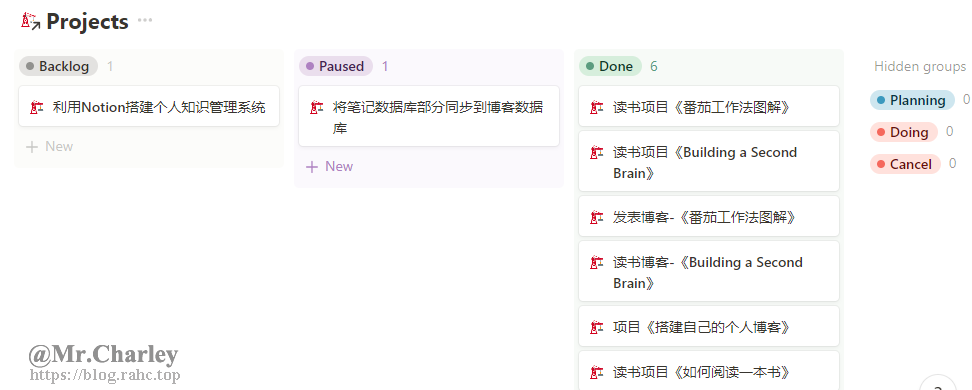 Projects ...
Backlog 1
利用Notion搭建个人知识管理系统
+ New
Paused 1
将笔记数据库部分同步到博客数据
库
+ New
Done 6
读书项目《番茄工作法图解》
读书项目《Building a Second
Brain》
发表博客-《番茄工作法图解》
读书博客-《Building a Second
Brain》
项目《搭建自己的个人博客》
读书项目《如何阅读一本书》
Hidden groups
Planning 0
Doing 0
Cancel 0
@Mr.Charley
https://blog.rahc.top